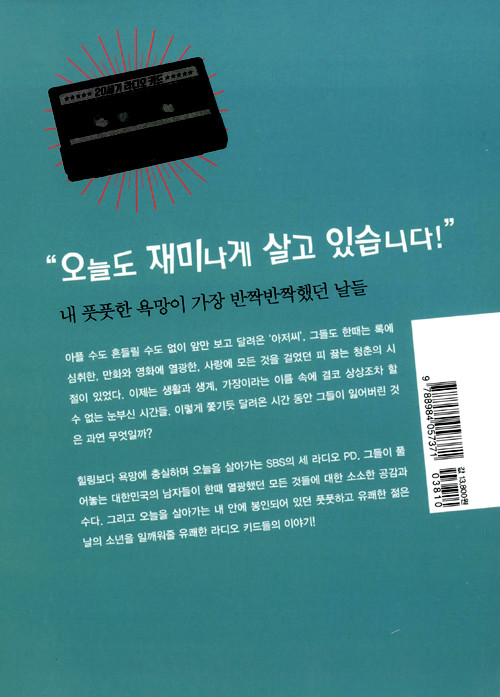 ★★★★★ 20세기 라디오 키드 ★★★★★
“오늘도 재미나게 살고 있습니다!”
내 풋풋한 욕망이 가장 반짝반짝했던 날들
아플 수도 흔들릴 수도 없이 앞만 보고 달려온 ‘아저씨’, 그들도 한때는 록에
심취한, 만화와 영화에 열광한, 사랑에 모든 것을 걸었던 피 끓는 청춘의 시
절이 있었다. 이제는 생활과 생계, 가장이라는 이름 속에 결코 상상조차 할
수 없는 눈부신 시간들. 이렇게 쫓기듯 달려온 시간 동안 그들이 잃어버린 것
은 과연 무엇일까?
힐링보다 욕망에 충실하며 오늘을 살아가는 SBS의 세 라디오 PD, 그들이 풀
어놓는 대한민국의 남자들이 한때 열광했던 모든 것들에 대한 소소한 공감과
수다. 그리고 오늘을 살아가는 내 안에 봉인되어 있던 풋풋하고 유쾌한 젊은
날의 소년을 일깨워줄 유쾌한 라디오 키드들의 이야기!
9 788984 057371
03810
값 13,800원